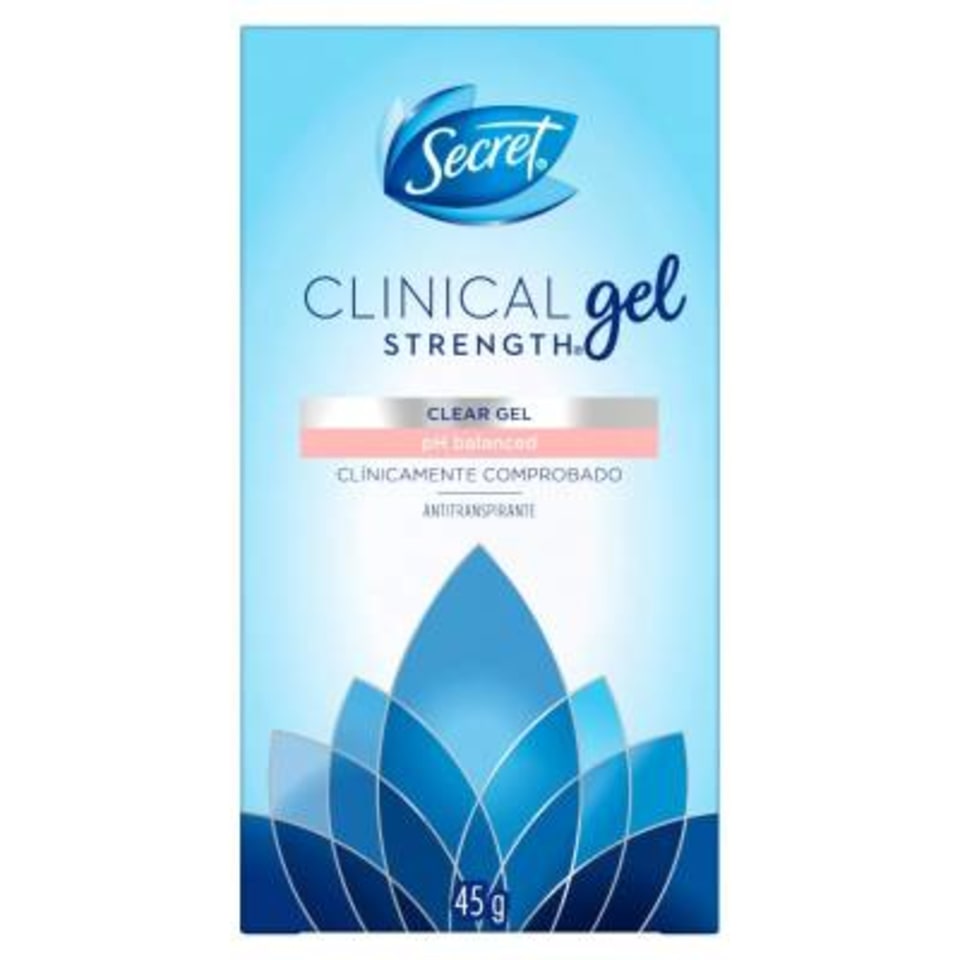 Secret®
CLINICAL gel
STRENGTH®
CLEAR GEL
pH balanced
CLÍNICAMENTE COMPROBADO
ANTITRANSPIRANTE
45 g